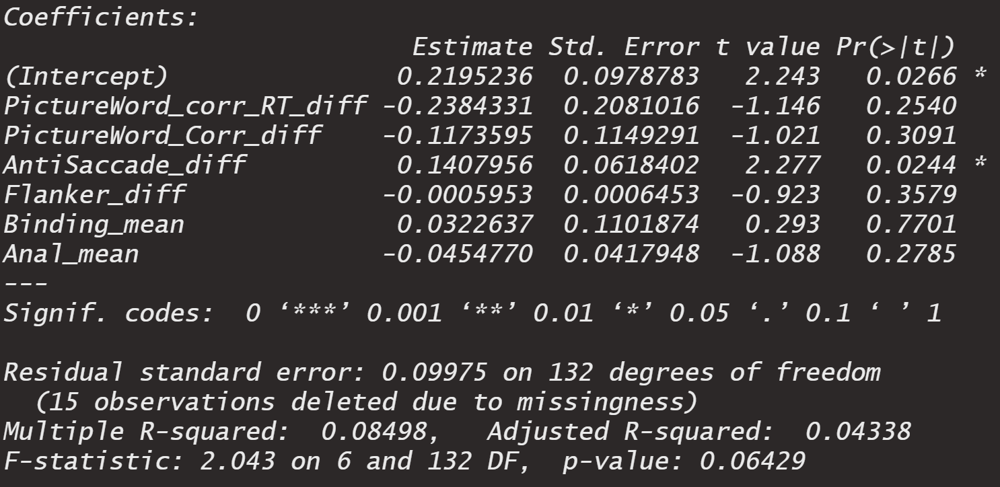 Coefficients:
Estimate Std. Error t value Pr(>|t|)
(Intercept) 0.2195236 0.0978783 2.243 0.0266 *
PictureWord_corr_RT_diff -0.2384331 0.2081016 -1.146 0.2540
PictureWord_Corr_diff -0.1173595 0.1149291 -1.021 0.3091
AntiSaccade_diff 0.1407956 0.0618402 2.277 0.0244 *
Flanker_diff -0.0005953 0.0006453 -0.923 0.3579
Binding_mean 0.0322637 0.1101874 0.293 0.7701
Anal_mean -0.0454770 0.0417948 -1.088 0.2785
---
Signif. codes: 0 ‘***’ 0.001 ‘**’ 0.01 ‘*’ 0.05 ‘.’ 0.1 ‘ ’ 1
Residual standard error: 0.09975 on 132 degrees of freedom
(15 observations deleted due to missingness)
Multiple R-squared: 0.08498, Adjusted R-squared: 0.04338
F-statistic: 2.043 on 6 and 132 DF, p-value: 0.06429